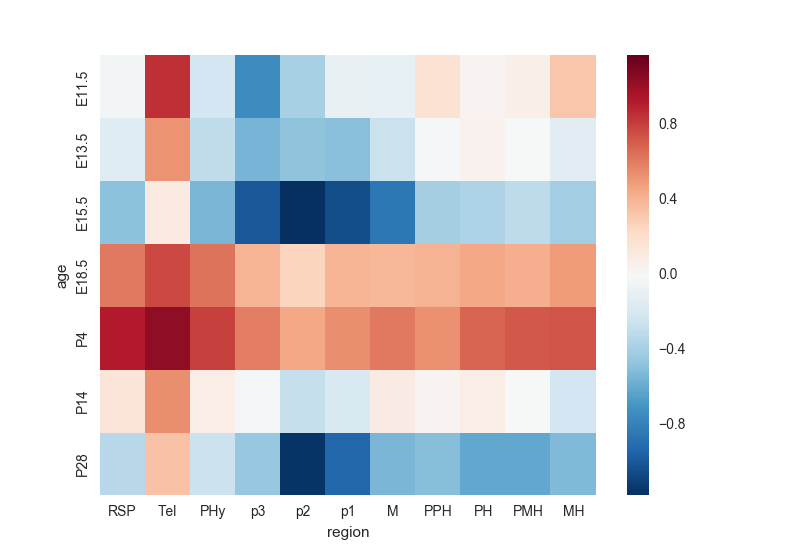 E11.5
E13.5
E15.5
E18.5
P4
P14
P28
age
RSP Tel PHy p3 p2 p1 M PPH PH PMH MH
region
0.8
0.4
0.0
−0.4
−0.8